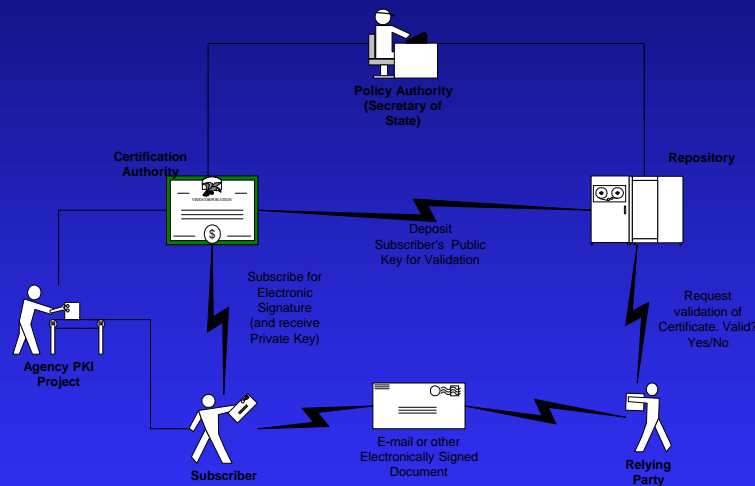 Policy Authority
(Secretary of
State)
Certification
Authority
Repository
VISIOCORPORATION
$
Deposit
Subscriber's Public
Key for Validation
Subscribe for
Electronic
Signature
(and receive
Private Key)
Request
validation of
Certificate. Valid?
Yes/No
Agency PKI
Project
E-mail or other
Electronically Signed
Document
Subscriber
Relying
Party